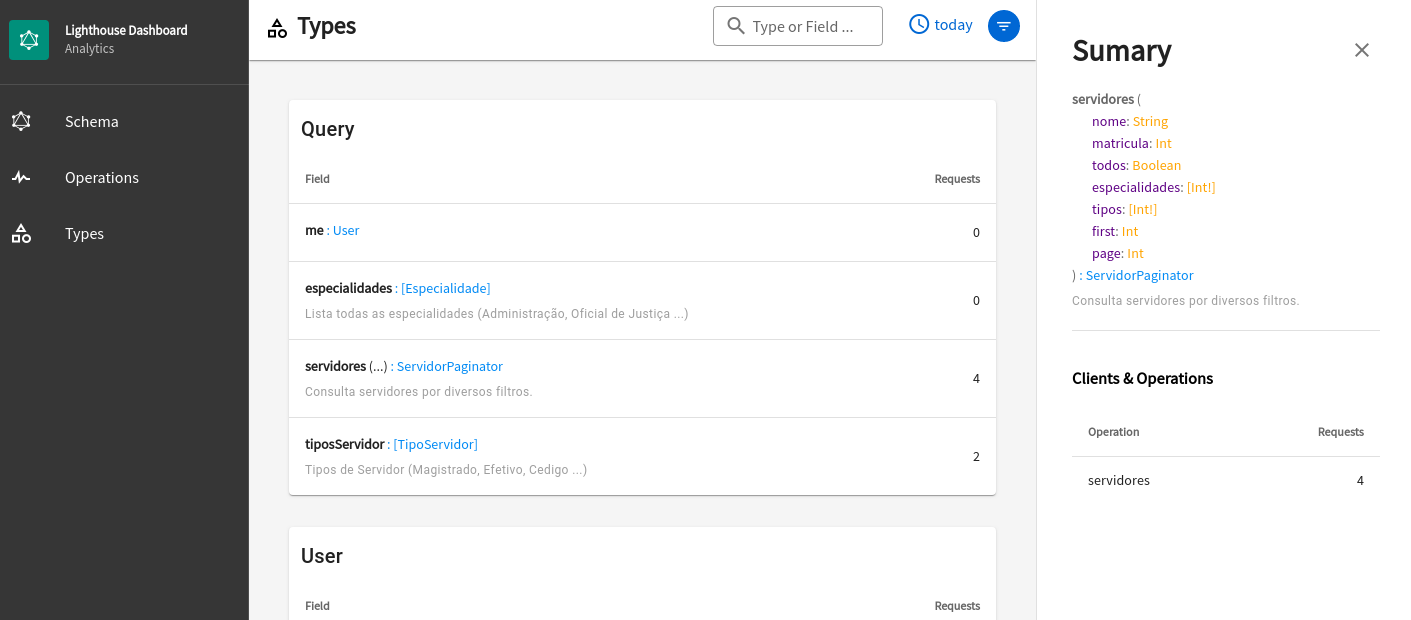 Lighthouse Dashboard
Analytics
Schema
Operations
Types
Types
Type or Field ...
today
Query
Field Requests
me : User 0
especialidades : [Especialidade] 0
Lista todas as especialidades (Administração, Oficial de Justiça ...)
servidores (...) : ServidorPaginator 4
Consulta servidores por diversos filtros.
tiposServidor : [TipoServidor] 2
Tipos de Servidor (Magistrado, Efetivo, Cedigo ...)
User
Field Requests
Sumary
servidores (
nome: String
matricula: Int
todos: Boolean
especialidades: [Int!]
tipos: [Int!]
first: Int
page: Int
) : ServidorPaginator
Consulta servidores por diversos filtros.
Clients & Operations
Operation Requests
servidores 4